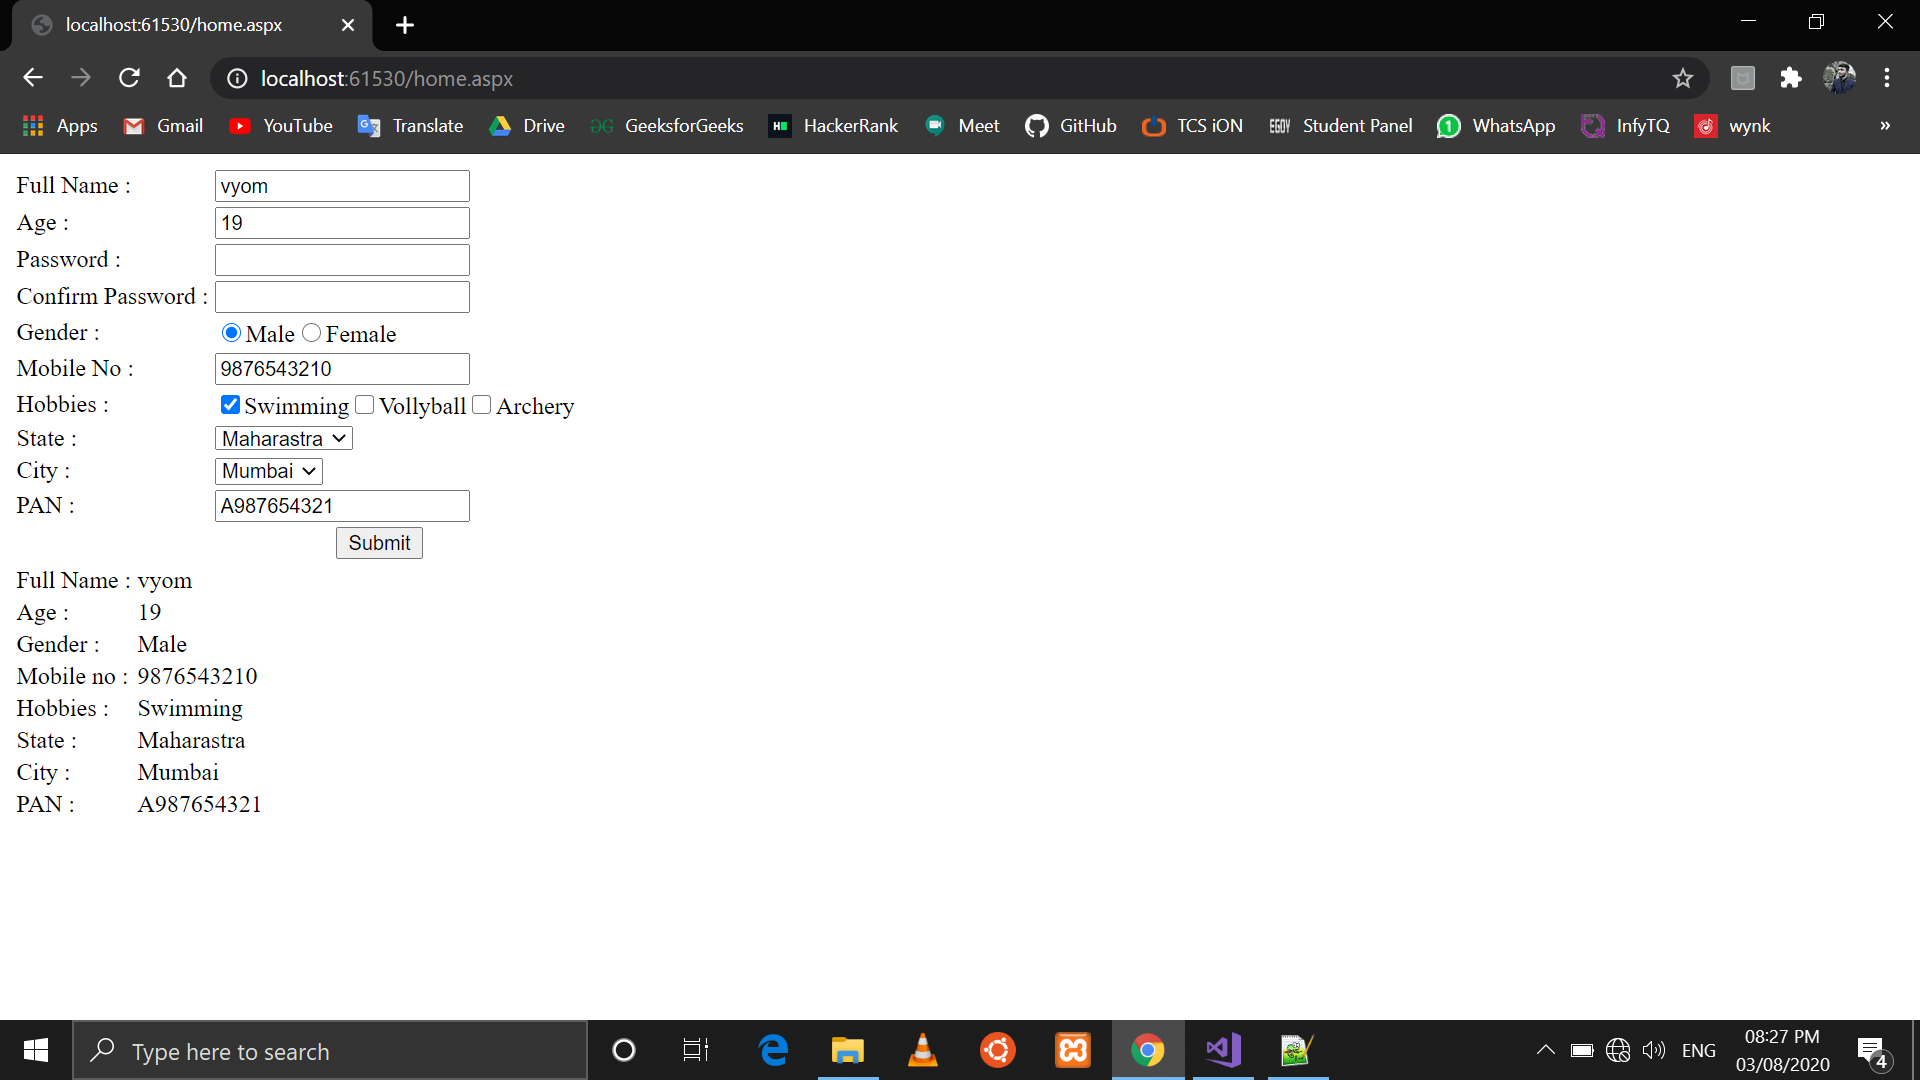 localhost:61530/home.aspx
localhost:61530/home.aspx
Apps Gmail YouTube Translate Drive GeeksforGeeks HackerRank Meet GitHub TCS iON EGOV Student Panel 1 WhatsApp InfyTQ wynk »
Full Name : vyom
Age : 19
Password :
Confirm Password :
Gender : Male Female
Mobile No : 9876543210
Hobbies : Swimming Vollyball Archery
State : Maharastra
City : Mumbai
PAN : A987654321
Submit
Full Name : vyom
Age : 19
Gender : Male
Mobile no : 9876543210
Hobbies : Swimming
State : Maharastra
City : Mumbai
PAN : A987654321
Type here to search
ENG
08:27 PM
03/08/2020
4